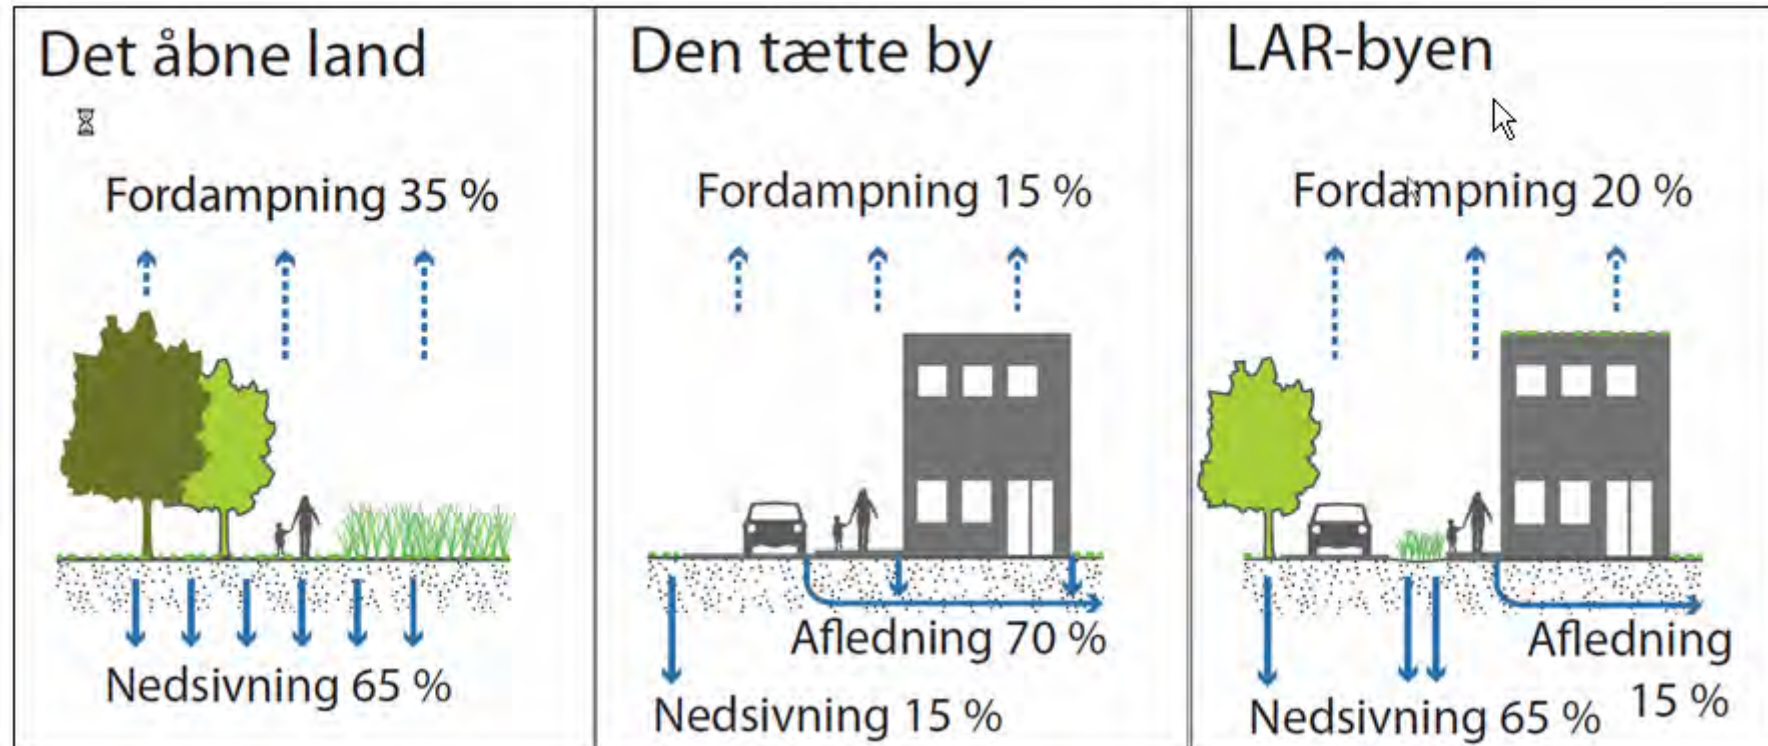 Det åbne land
Fordampning 35 %
Nedsivning 65 %
Den tætte by
Fordampning 15 %
Afledning 70 %
Nedsivning 15 %
LAR-byen
Fordampning 20 %
Afledning
15 %
Nedsivning 65 %